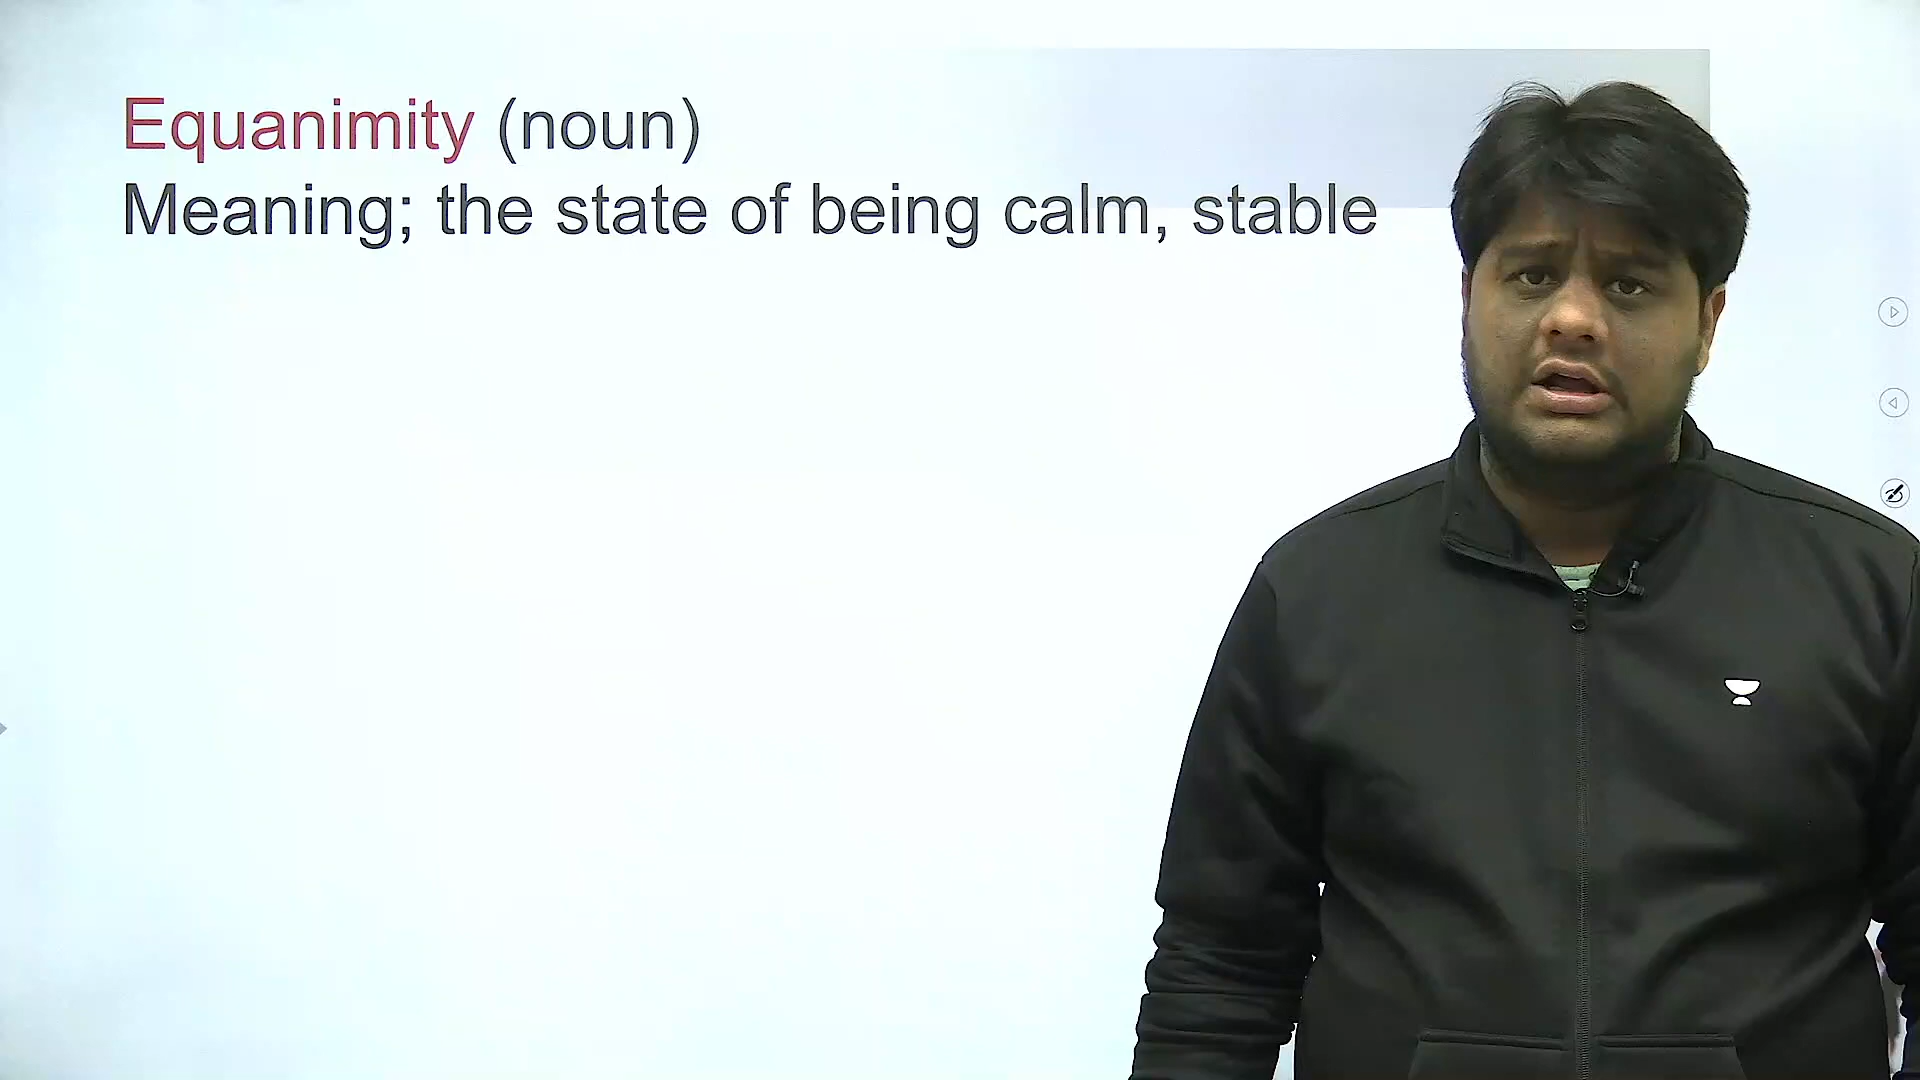 Equanimity (noun)
Meaning; the state of being calm, stable